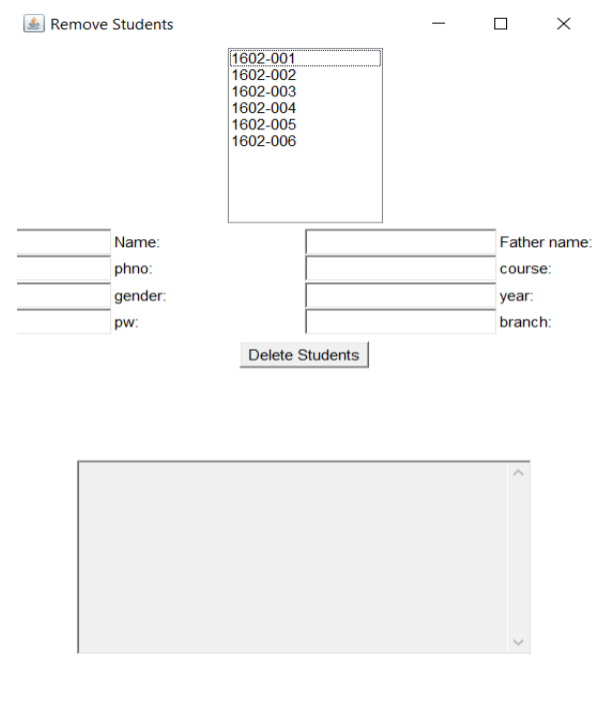 Remove Students
1602-001
1602-002
1602-003
1602-004
1602-005
1602-006
Name: Father name:
phno: course:
gender: year:
pw: branch:
Delete Students